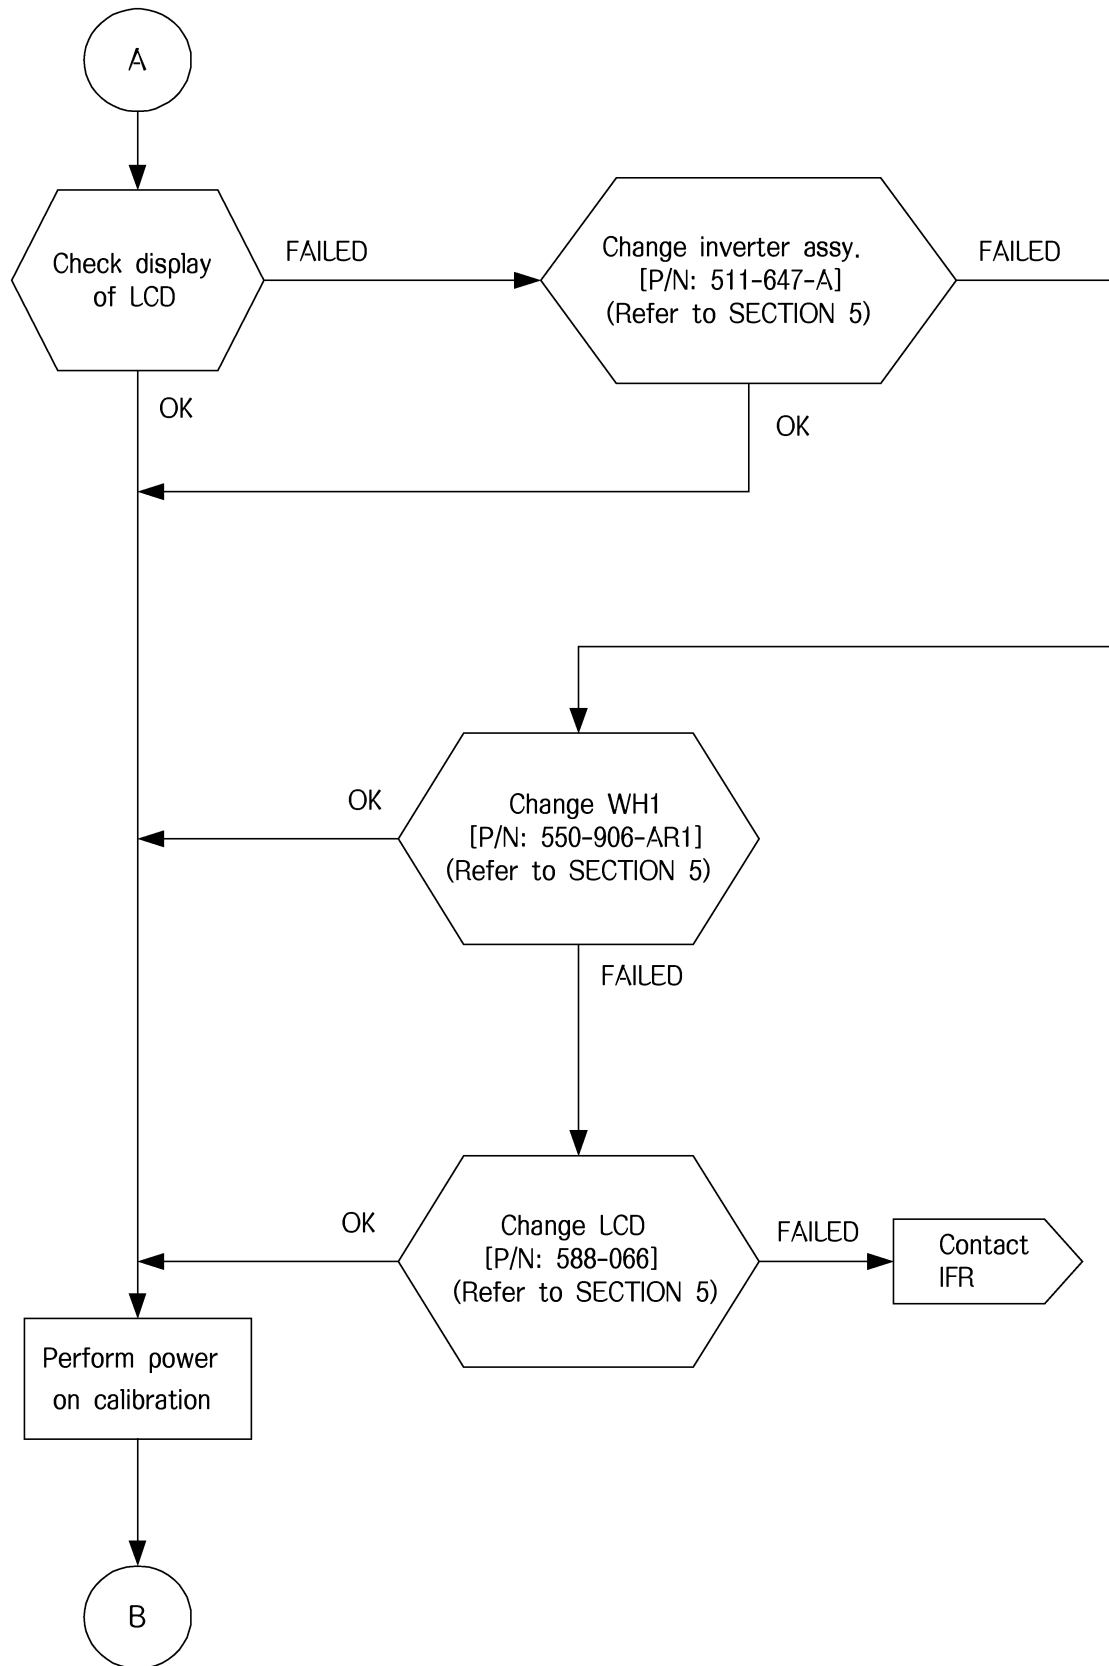 A
Check display
of LCD
FAILED
Change inverter assy.
[P/N: 511-647-A]
(Refer to SECTION 5)
FAILED
OK
OK
OK
Change WH1
[P/N: 550-906-AR1]
(Refer to SECTION 5)
FAILED
OK
Change LCD
[P/N: 588-066]
(Refer to SECTION 5)
FAILED
Contact
IFR
Perform power
on calibration
B